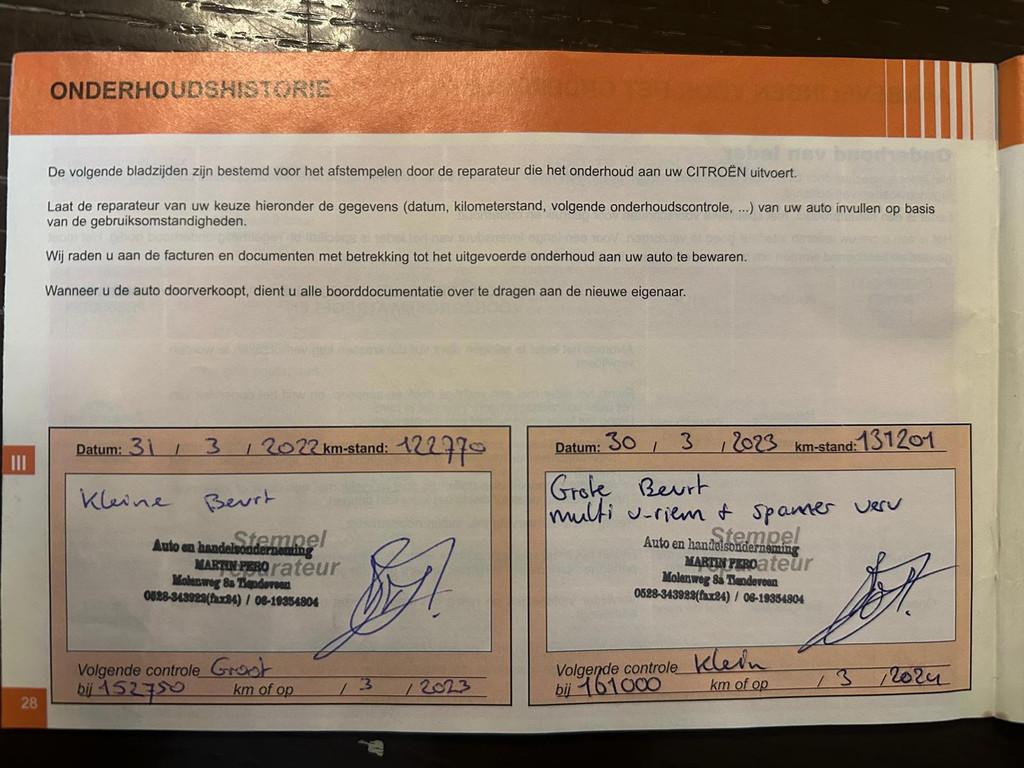 ONDERHOUDSHISTORIE
De volgende bladzijden zijn bestemd voor het afstempelen door de reparateur die het onderhoud aan uw CITROËN uitvoert.
Laat de reparateur van uw keuze hieronder de gegevens (datum, kilometerstand, volgende onderhoudscontrole, ...) van uw auto invullen op basis
van de gebruiksomstandigheden.
Wij raden u aan de facturen en documenten met betrekking tot het uitgevoerde onderhoud aan uw auto te bewaren.
Wanneer u de auto doorverkoopt, dient u alle boorddocumentatie over te dragen aan de nieuwe eigenaar.
III
Datum: 31 / 3 / 2022 km-stand: 122770
Kleine Beurt
Stempel
reparateur
Auto en handelsonderneming
MARTIN PERO
Molenweg 8a Tiendeveen
0528-343923(fax24) / 06-19354804
Volgende controle Groot
bij 152750 km of op / 3 / 2023
Datum: 30 / 3 / 2023 km-stand: 131201
Grote Beurt
multi v-riem + spanner verv
Stempel
reparateur
Auto en handelsonderneming
MARTIN PERO
Molenweg 8a Tiendeveen
0528-343923(fax24) / 06-19354804
Volgende controle Klein
bij 161000 km of op / 3 / 2024
28